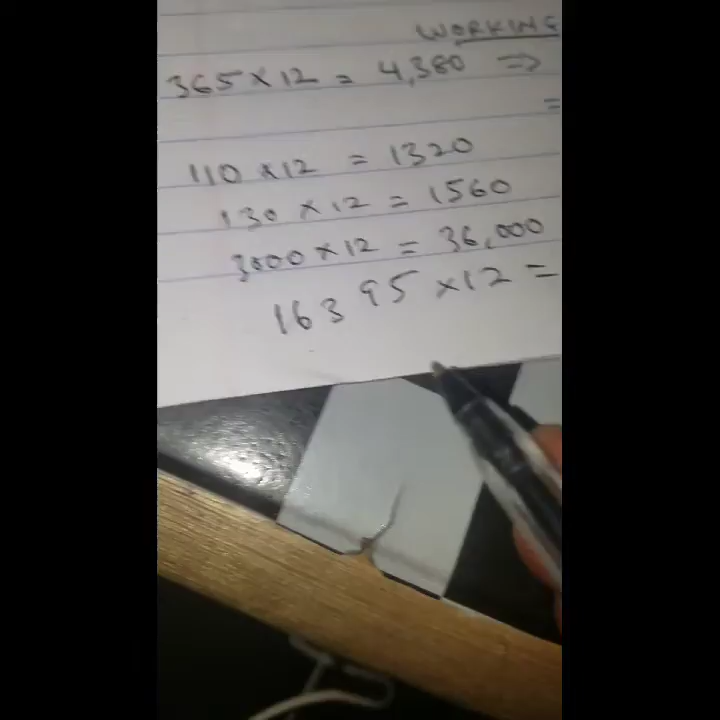 WORKING
365 × 12 = 4,380 ⇒
=
110 × 12 = 1320
130 × 12 = 1560
3000 × 12 = 36,000
16395 × 12 =